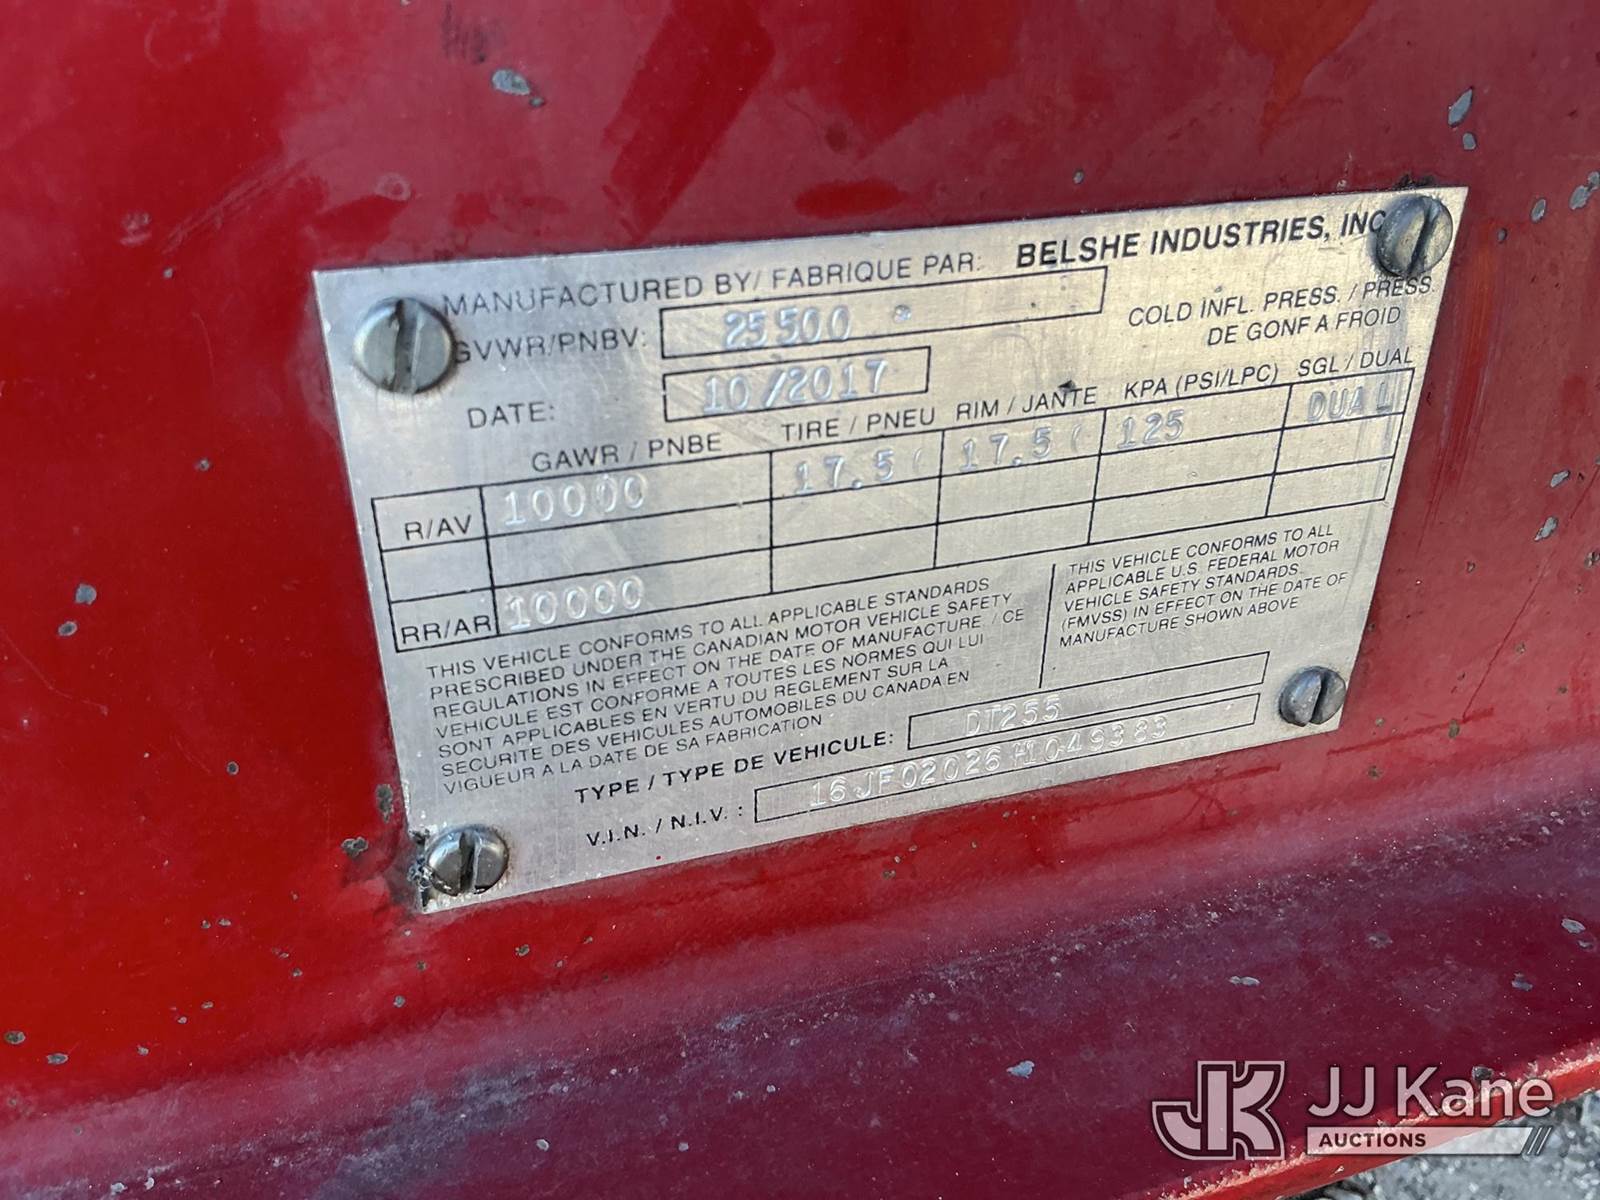 MANUFACTURED BY/ FABRIQUE PAR: BELSHE INDUSTRIES, INC
GVWR/PNBV: 25500
COLD INFL. PRESS. / PRESS.
DE GONF A FROID
DATE: 10/2017
GAWR / PNBE TIRE / PNEU RIM / JANTE KPA (PSI/LPC) SGL / DUAL
R/AV 10000 17.5 17.5 125 DUAL
RR/AR 10000
THIS VEHICLE CONFORMS TO ALL APPLICABLE STANDARDS
PRESCRIBED UNDER THE CANADIAN MOTOR VEHICLE SAFETY
REGULATIONS IN EFFECT ON THE DATE OF MANUFACTURE. / CE
VEHICULE EST CONFORME A TOUTES LES NORMES QUI LUI
SONT APPLICABLES EN VERTU DU REGLEMENT SUR LA
SECURITE DES VEHICULES AUTOMOBILES DU CANADA EN
VIGUEUR A LA DATE DE SA FABRICATION
THIS VEHICLE CONFORMS TO ALL
APPLICABLE U.S. FEDERAL MOTOR
VEHICLE SAFETY STANDARDS
(FMVSS) IN EFFECT ON THE DATE OF
MANUFACTURE SHOWN ABOVE
TYPE / TYPE DE VEHICULE: DT255
V.I.N. / N.I.V. : 16JF02026H1049383
JK JJ Kane
AUCTIONS